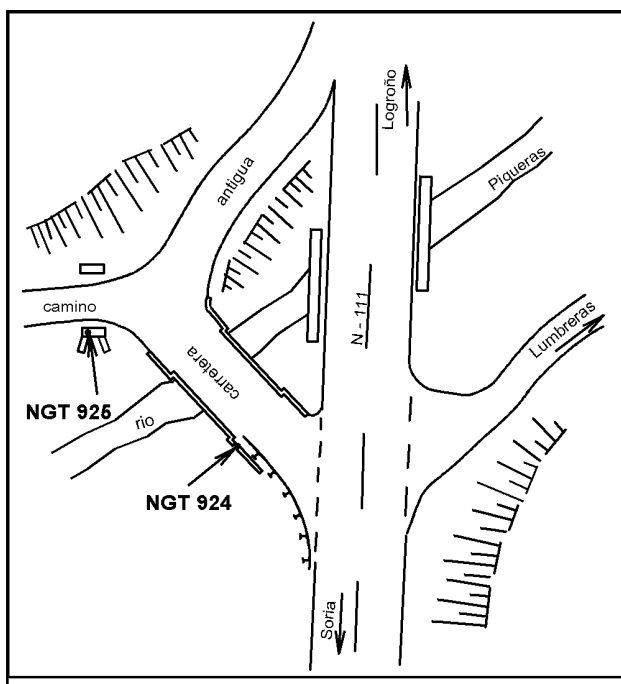 Logroño
antigua
Piqueras
camino
N - 111
Lumbreras
carretera
NGT 925
rio
NGT 924
Soria